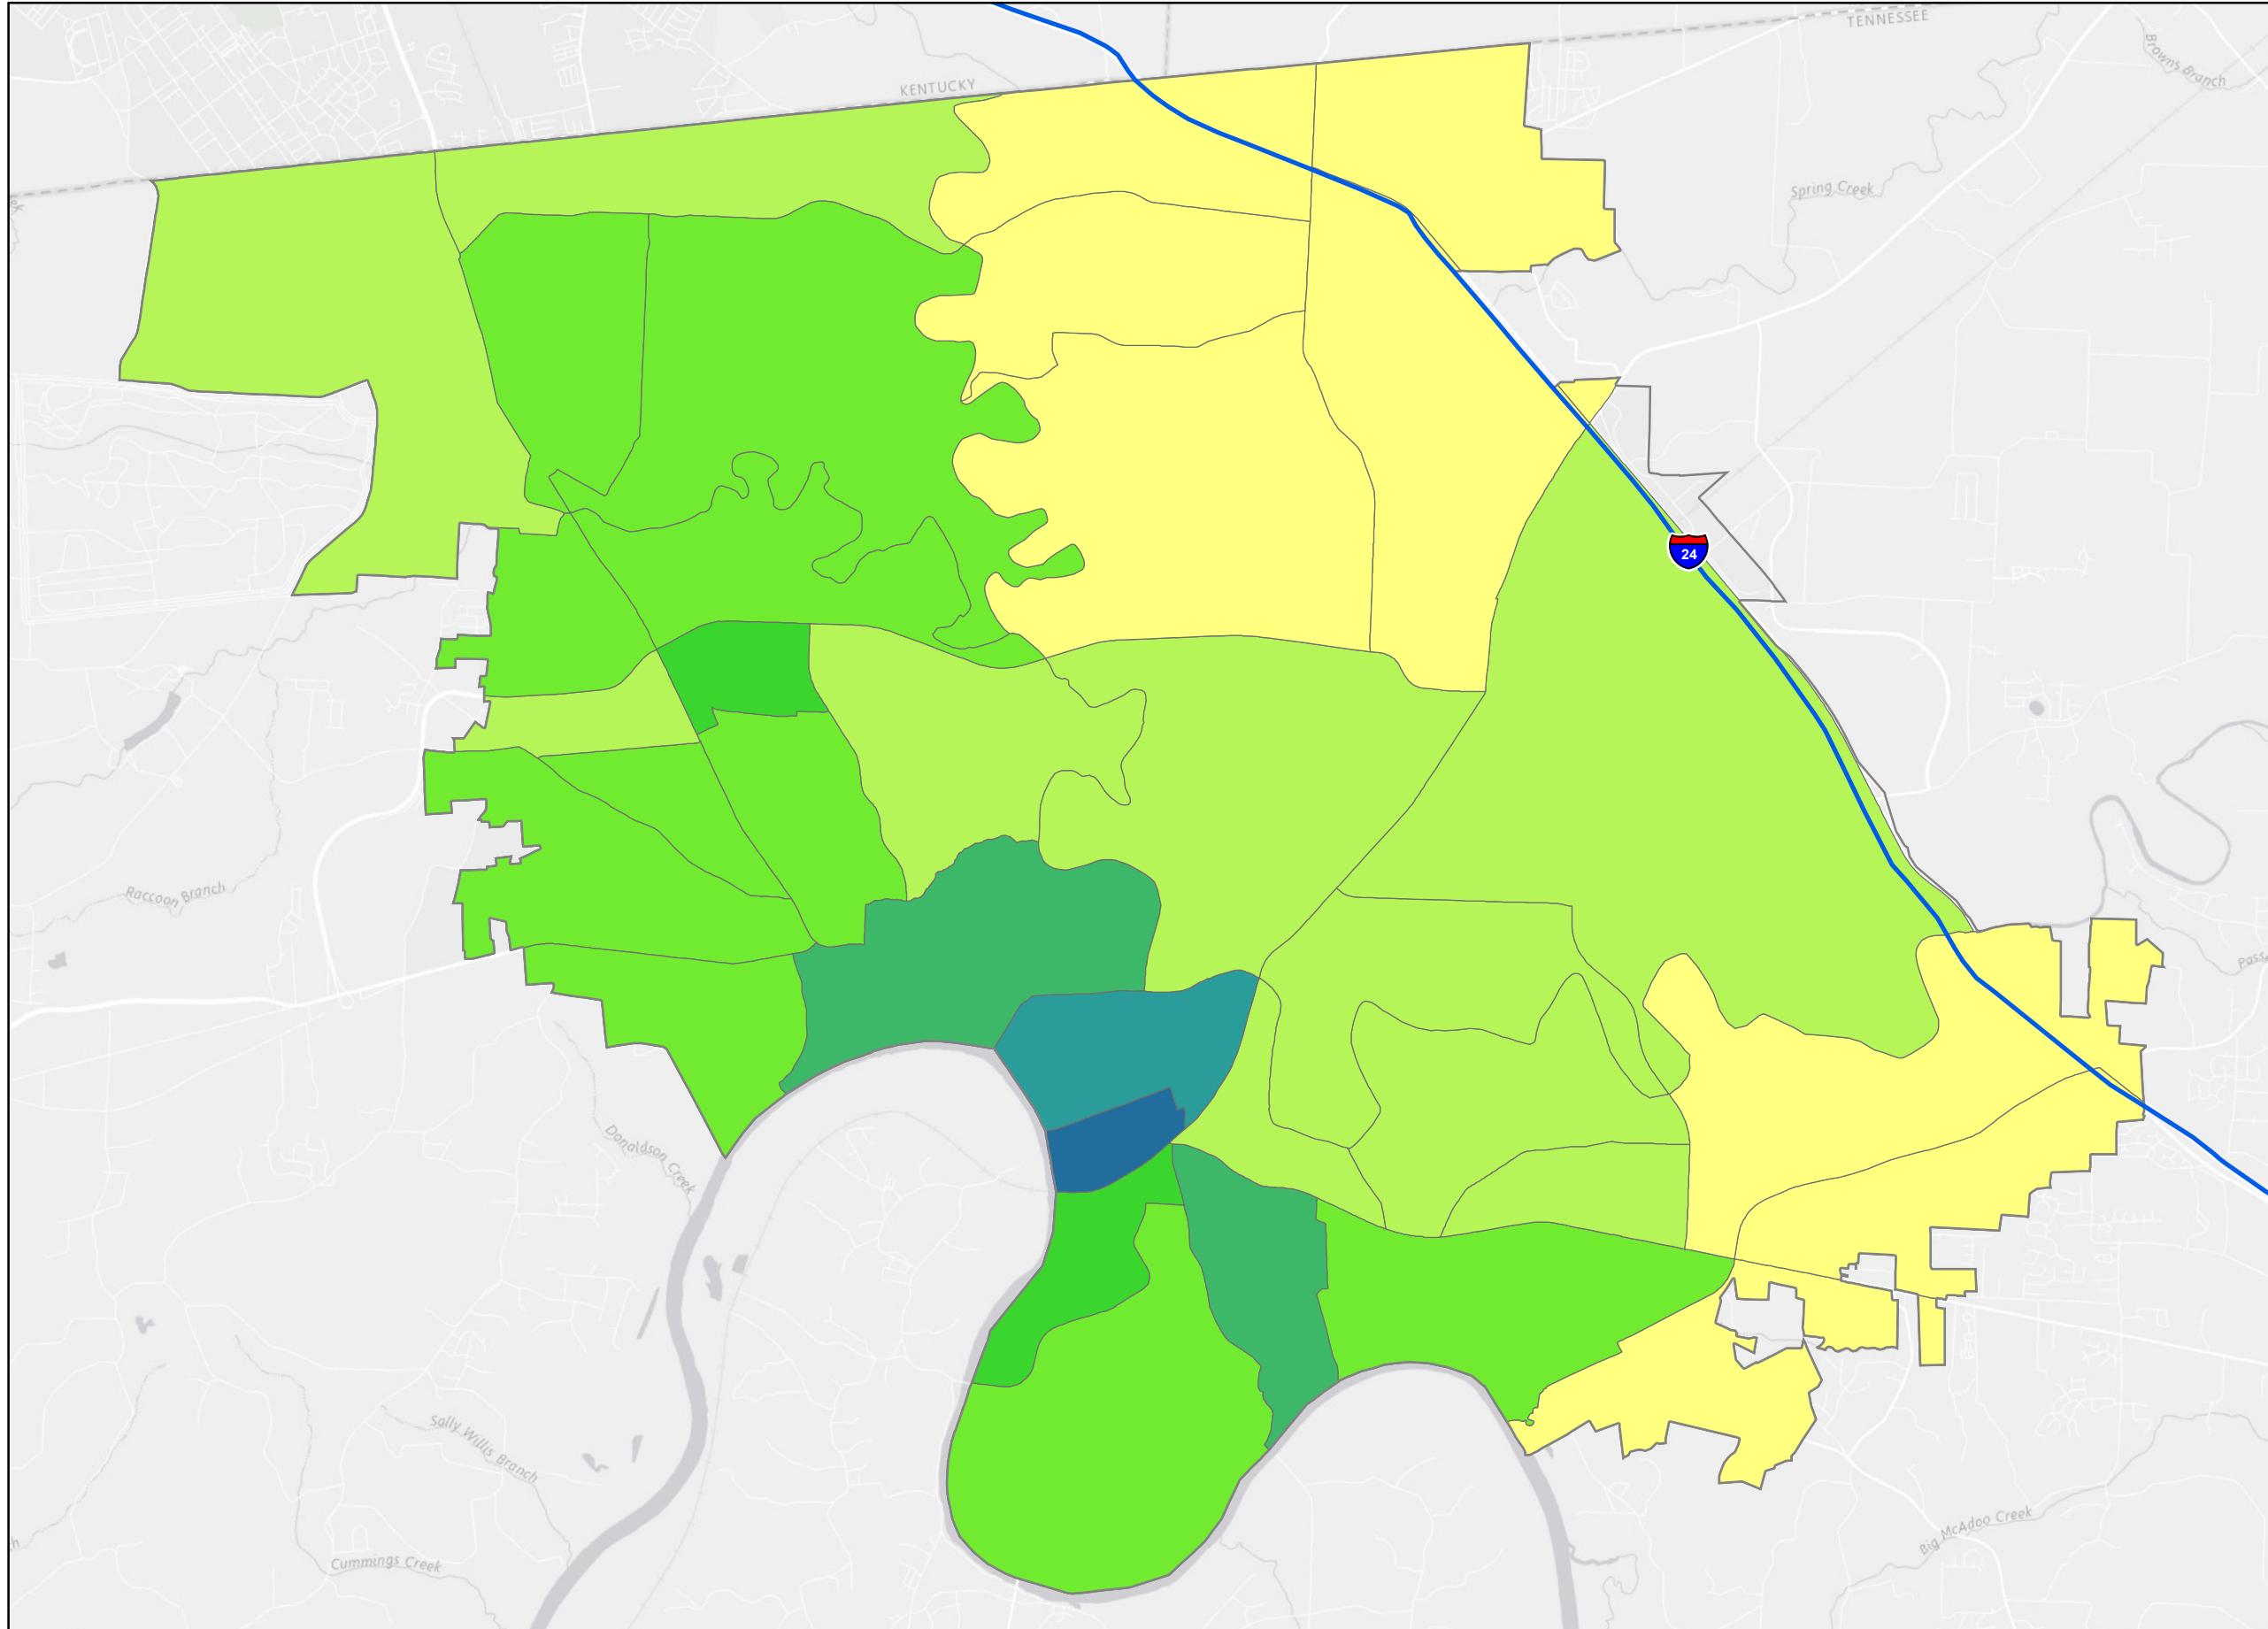 TENNESSEE
KENTUCKY
Browns Branch
Spring Creek
24
Raccoon Branch
Donaldson Creek
Sally Willis Branch
Cummings Creek
Big McAdoo Creek